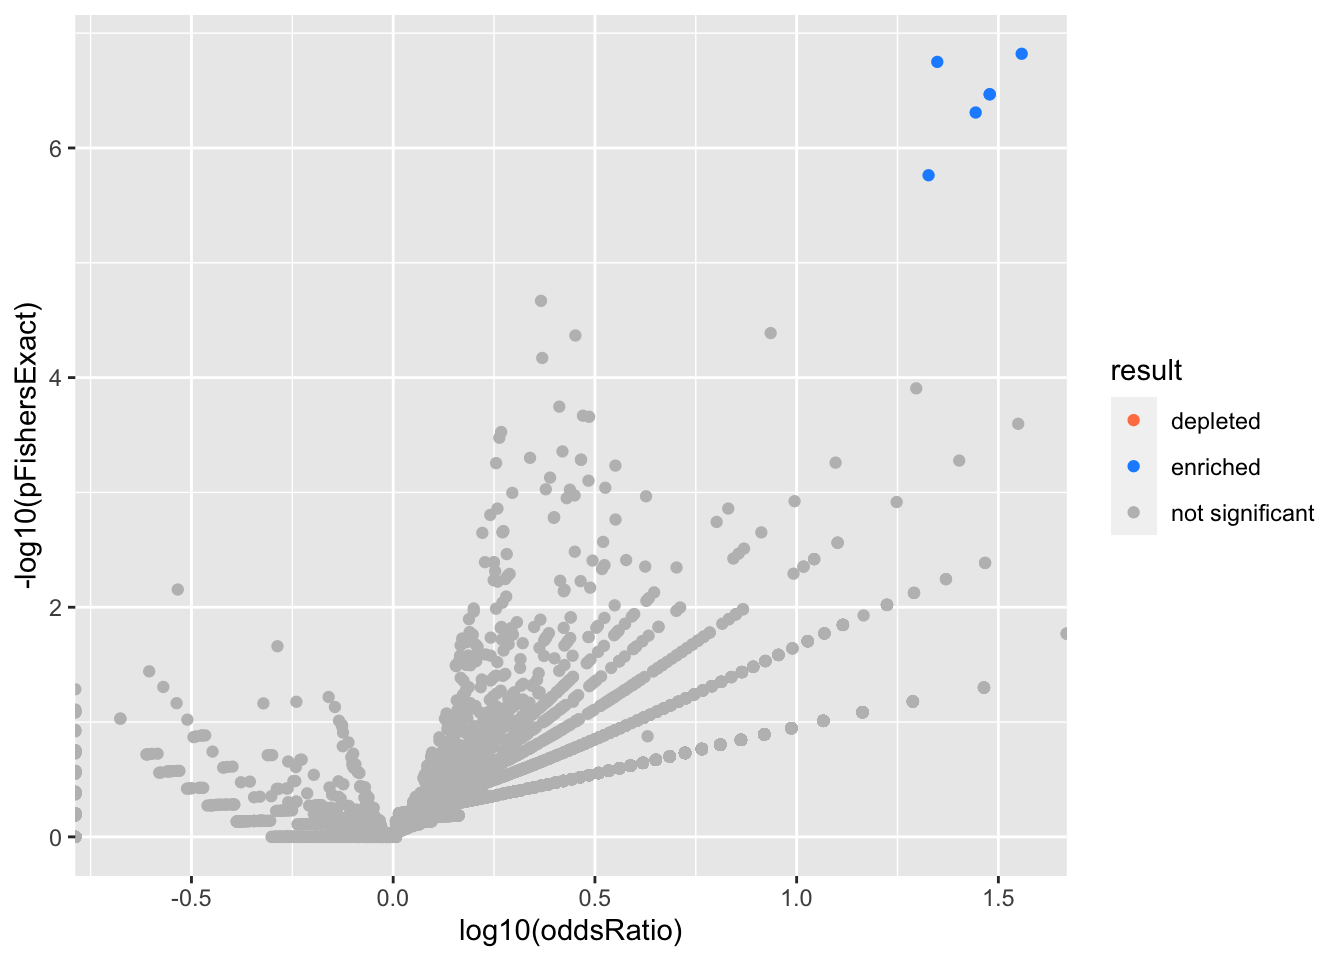 6
4
2
0
-log10(pFishersExact)
-0.5 0.0 0.5 1.0 1.5
log10(oddsRatio)
result
depleted
enriched
not significant